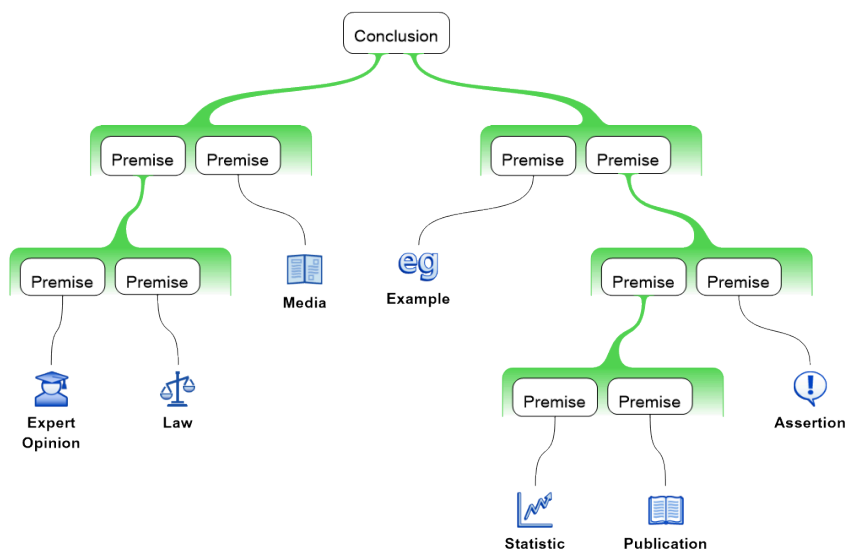 Conclusion
Premise
Premise
Premise
Premise
Premise
Premise
Media
eg
Example
Premise
Premise
Expert
Opinion
Law
Premise
Premise
Assertion
Statistic
Publication